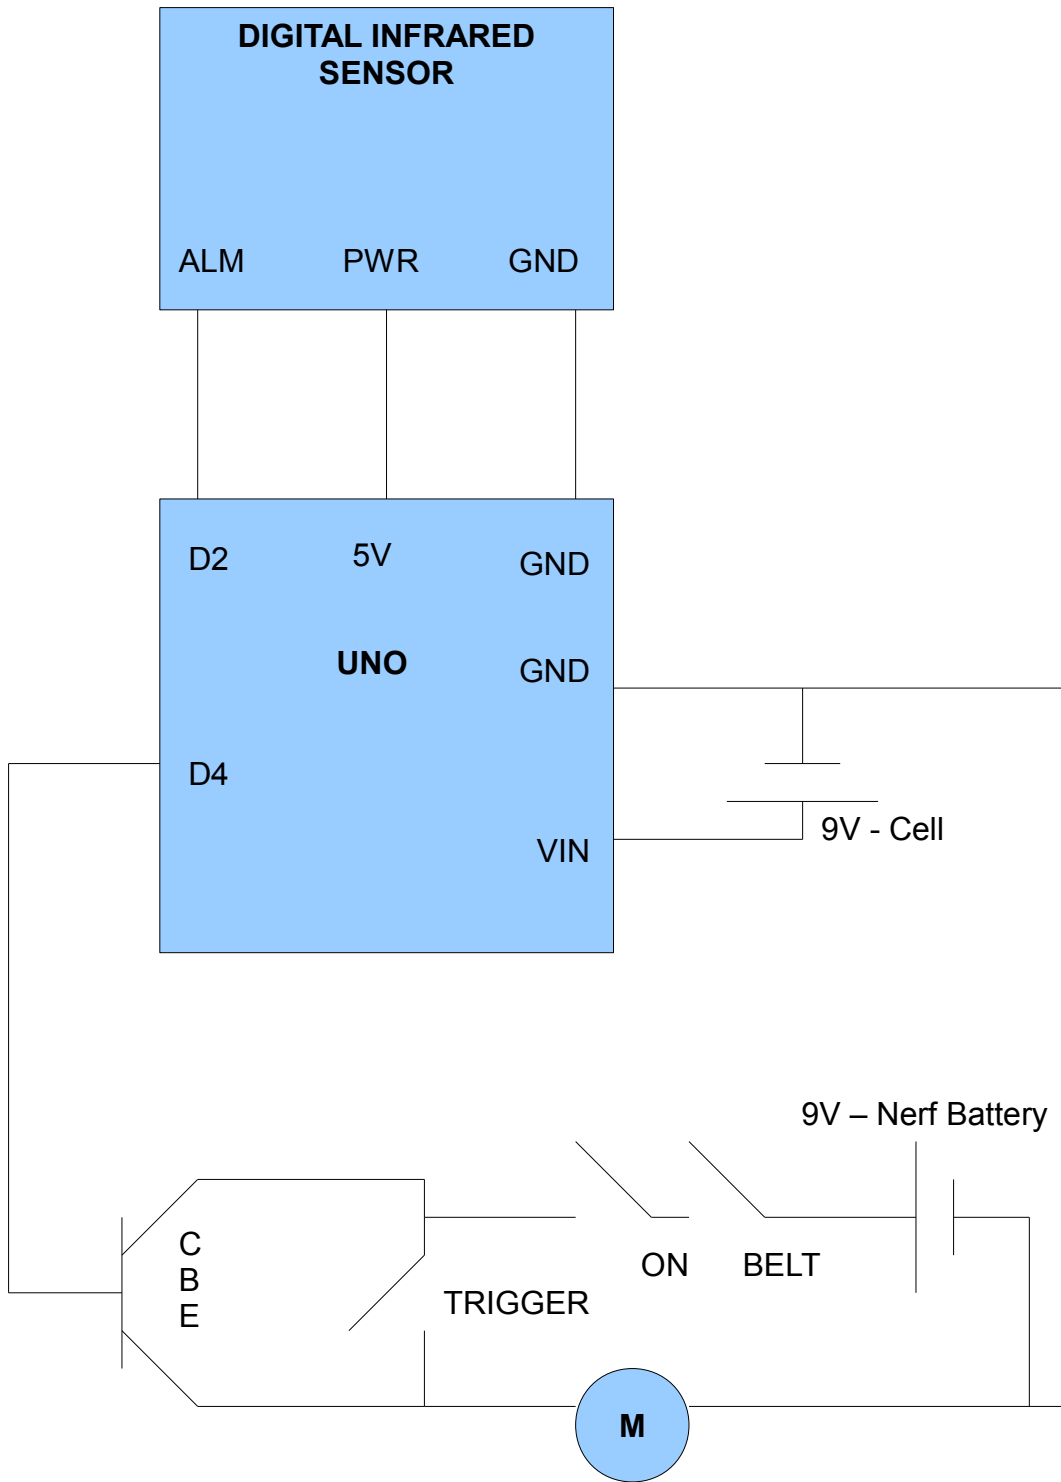 DIGITAL INFRARED
SENSOR
ALM PWR GND
D2 5V GND
UNO GND
D4
VIN
9V - Cell
9V – Nerf Battery
C
B
E
ON BELT
TRIGGER
M